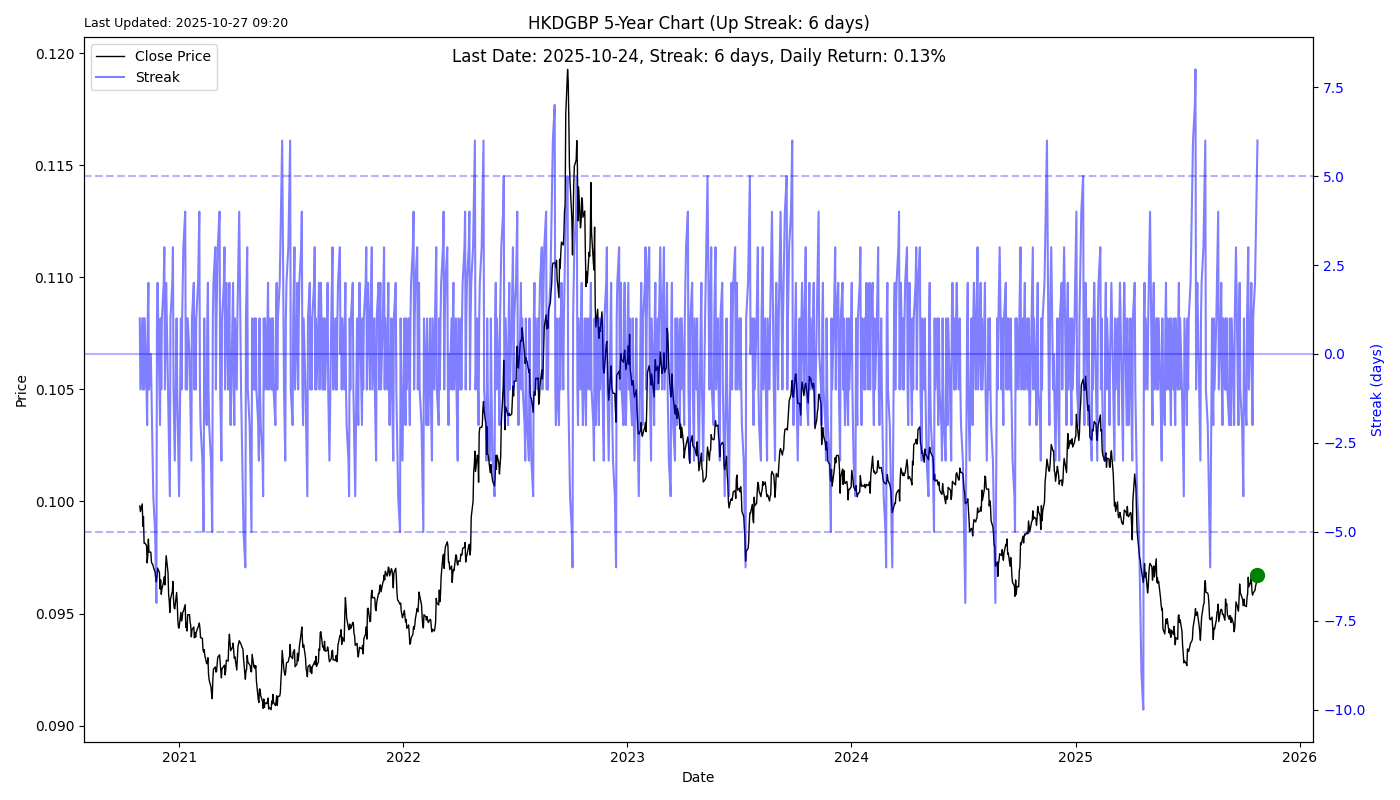 Last Updated: 2025-10-27 09:20
HKDGBP 5-Year Chart (Up Streak: 6 days)
Last Date: 2025-10-24, Streak: 6 days, Daily Return: 0.13%
Close Price
Streak
0.120
0.115
0.110
0.105
0.100
0.095
0.090
Price
7.5
5.0
2.5
0.0
−2.5
−5.0
−7.5
−10.0
Streak (days)
2021
2022
2023
2024
2025
2026
Date